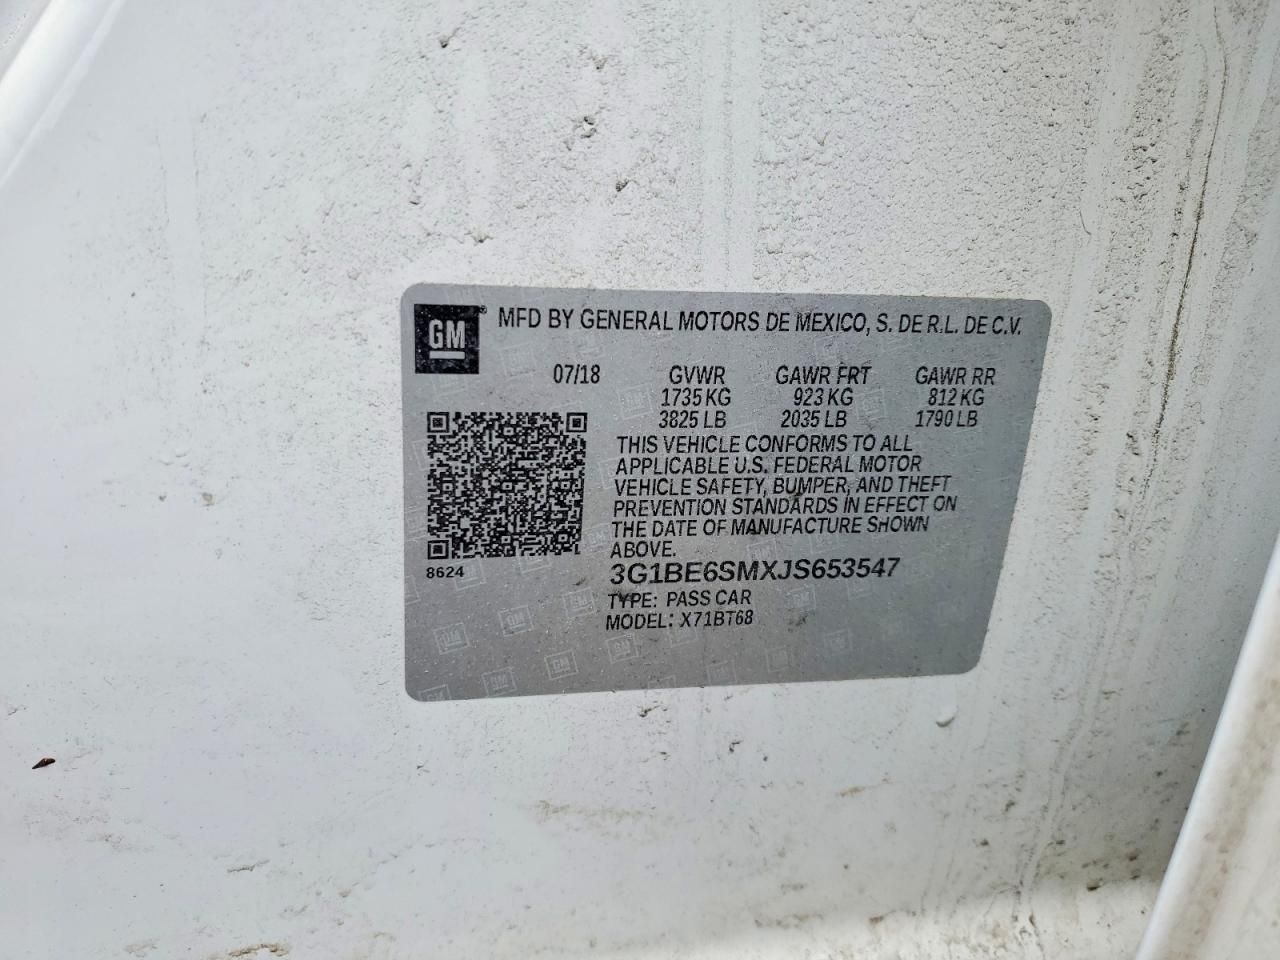 GM
MFD BY GENERAL MOTORS DE MEXICO, S. DE R.L. DE C.V.
07/18 GVWR GAWR FRT GAWR RR
1735 KG 923 KG 812 KG
3825 LB 2035 LB 1790 LB
THIS VEHICLE CONFORMS TO ALL
APPLICABLE U.S. FEDERAL MOTOR
VEHICLE SAFETY, BUMPER, AND THEFT
PREVENTION STANDARDS IN EFFECT ON
THE DATE OF MANUFACTURE SHOWN
ABOVE.
8624
3G1BE6SMXJS653547
TYPE: PASS CAR
MODEL: X71BT68